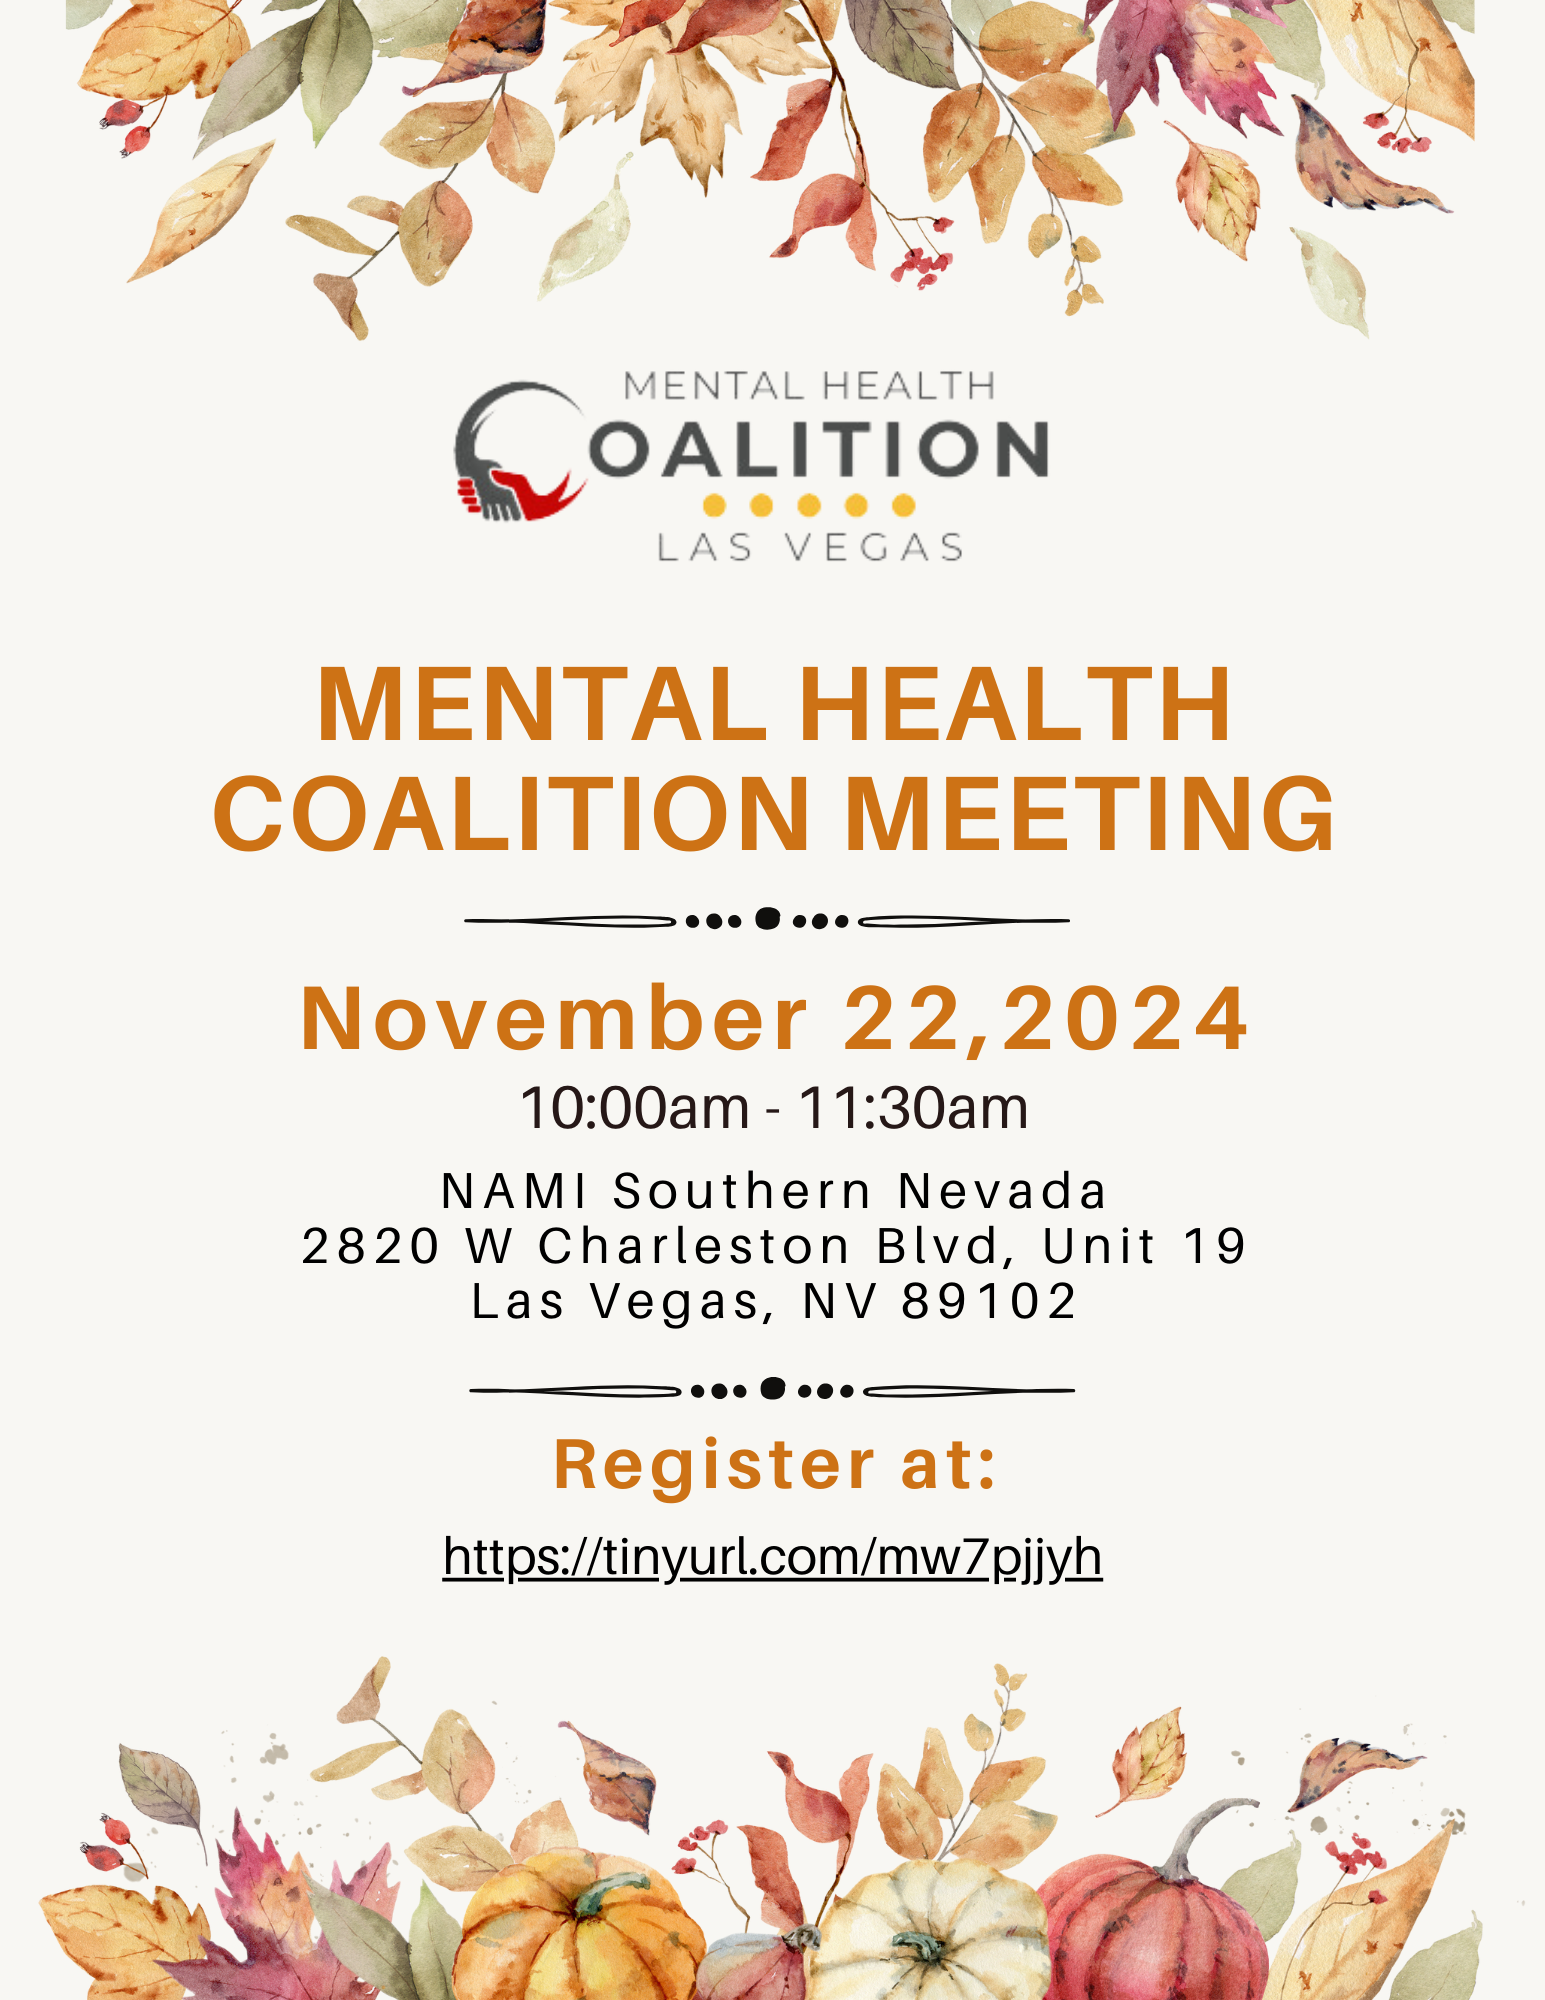 MENTAL HEALTH
COALITION
LAS VEGAS
MENTAL HEALTH
COALITION MEETING
November 22,2024
10:00am - 11:30am
NAMI Southern Nevada
2820 W Charleston Blvd, Unit 19
Las Vegas, NV 89102
Register at:
https://tinyurl.com/mw7pjjyh